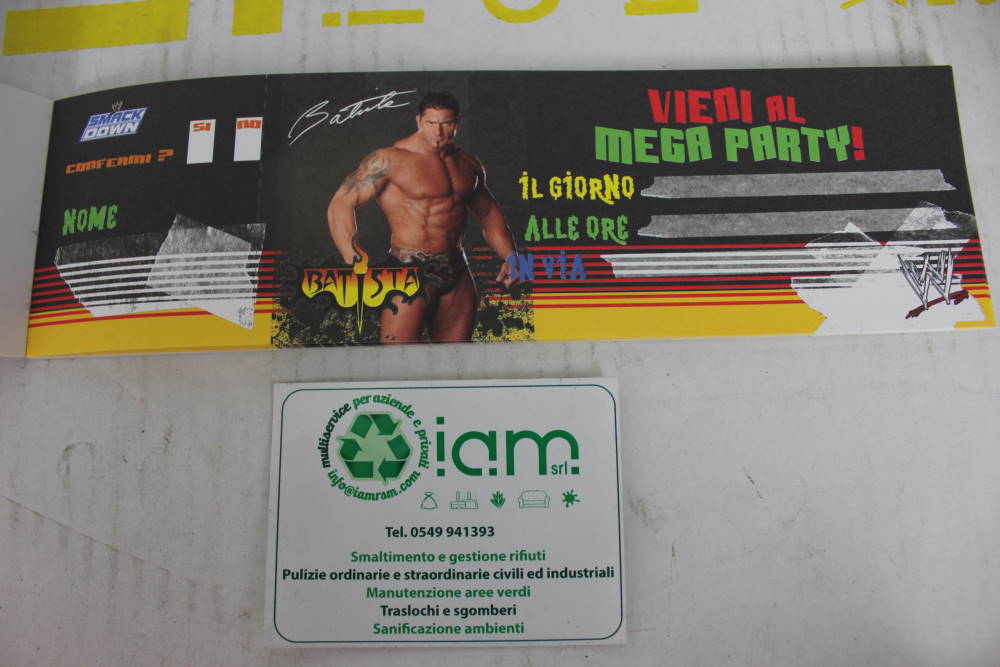 SMACK
DOWN
CONFERMI ?
SI
NO
NOME
Batista
BATISTA
VIENI AL
MEGA PARTY!
IL GIORNO
ALLE ORE
IN VIA
W
multiservice per aziende e privati
info@iamrsm.com
iam srl
Tel. 0549 941393
Smaltimento e gestione rifiuti
Pulizie ordinarie e straordinarie civili ed industriali
Manutenzione aree verdi
Traslochi e sgomberi
Sanificazione ambienti